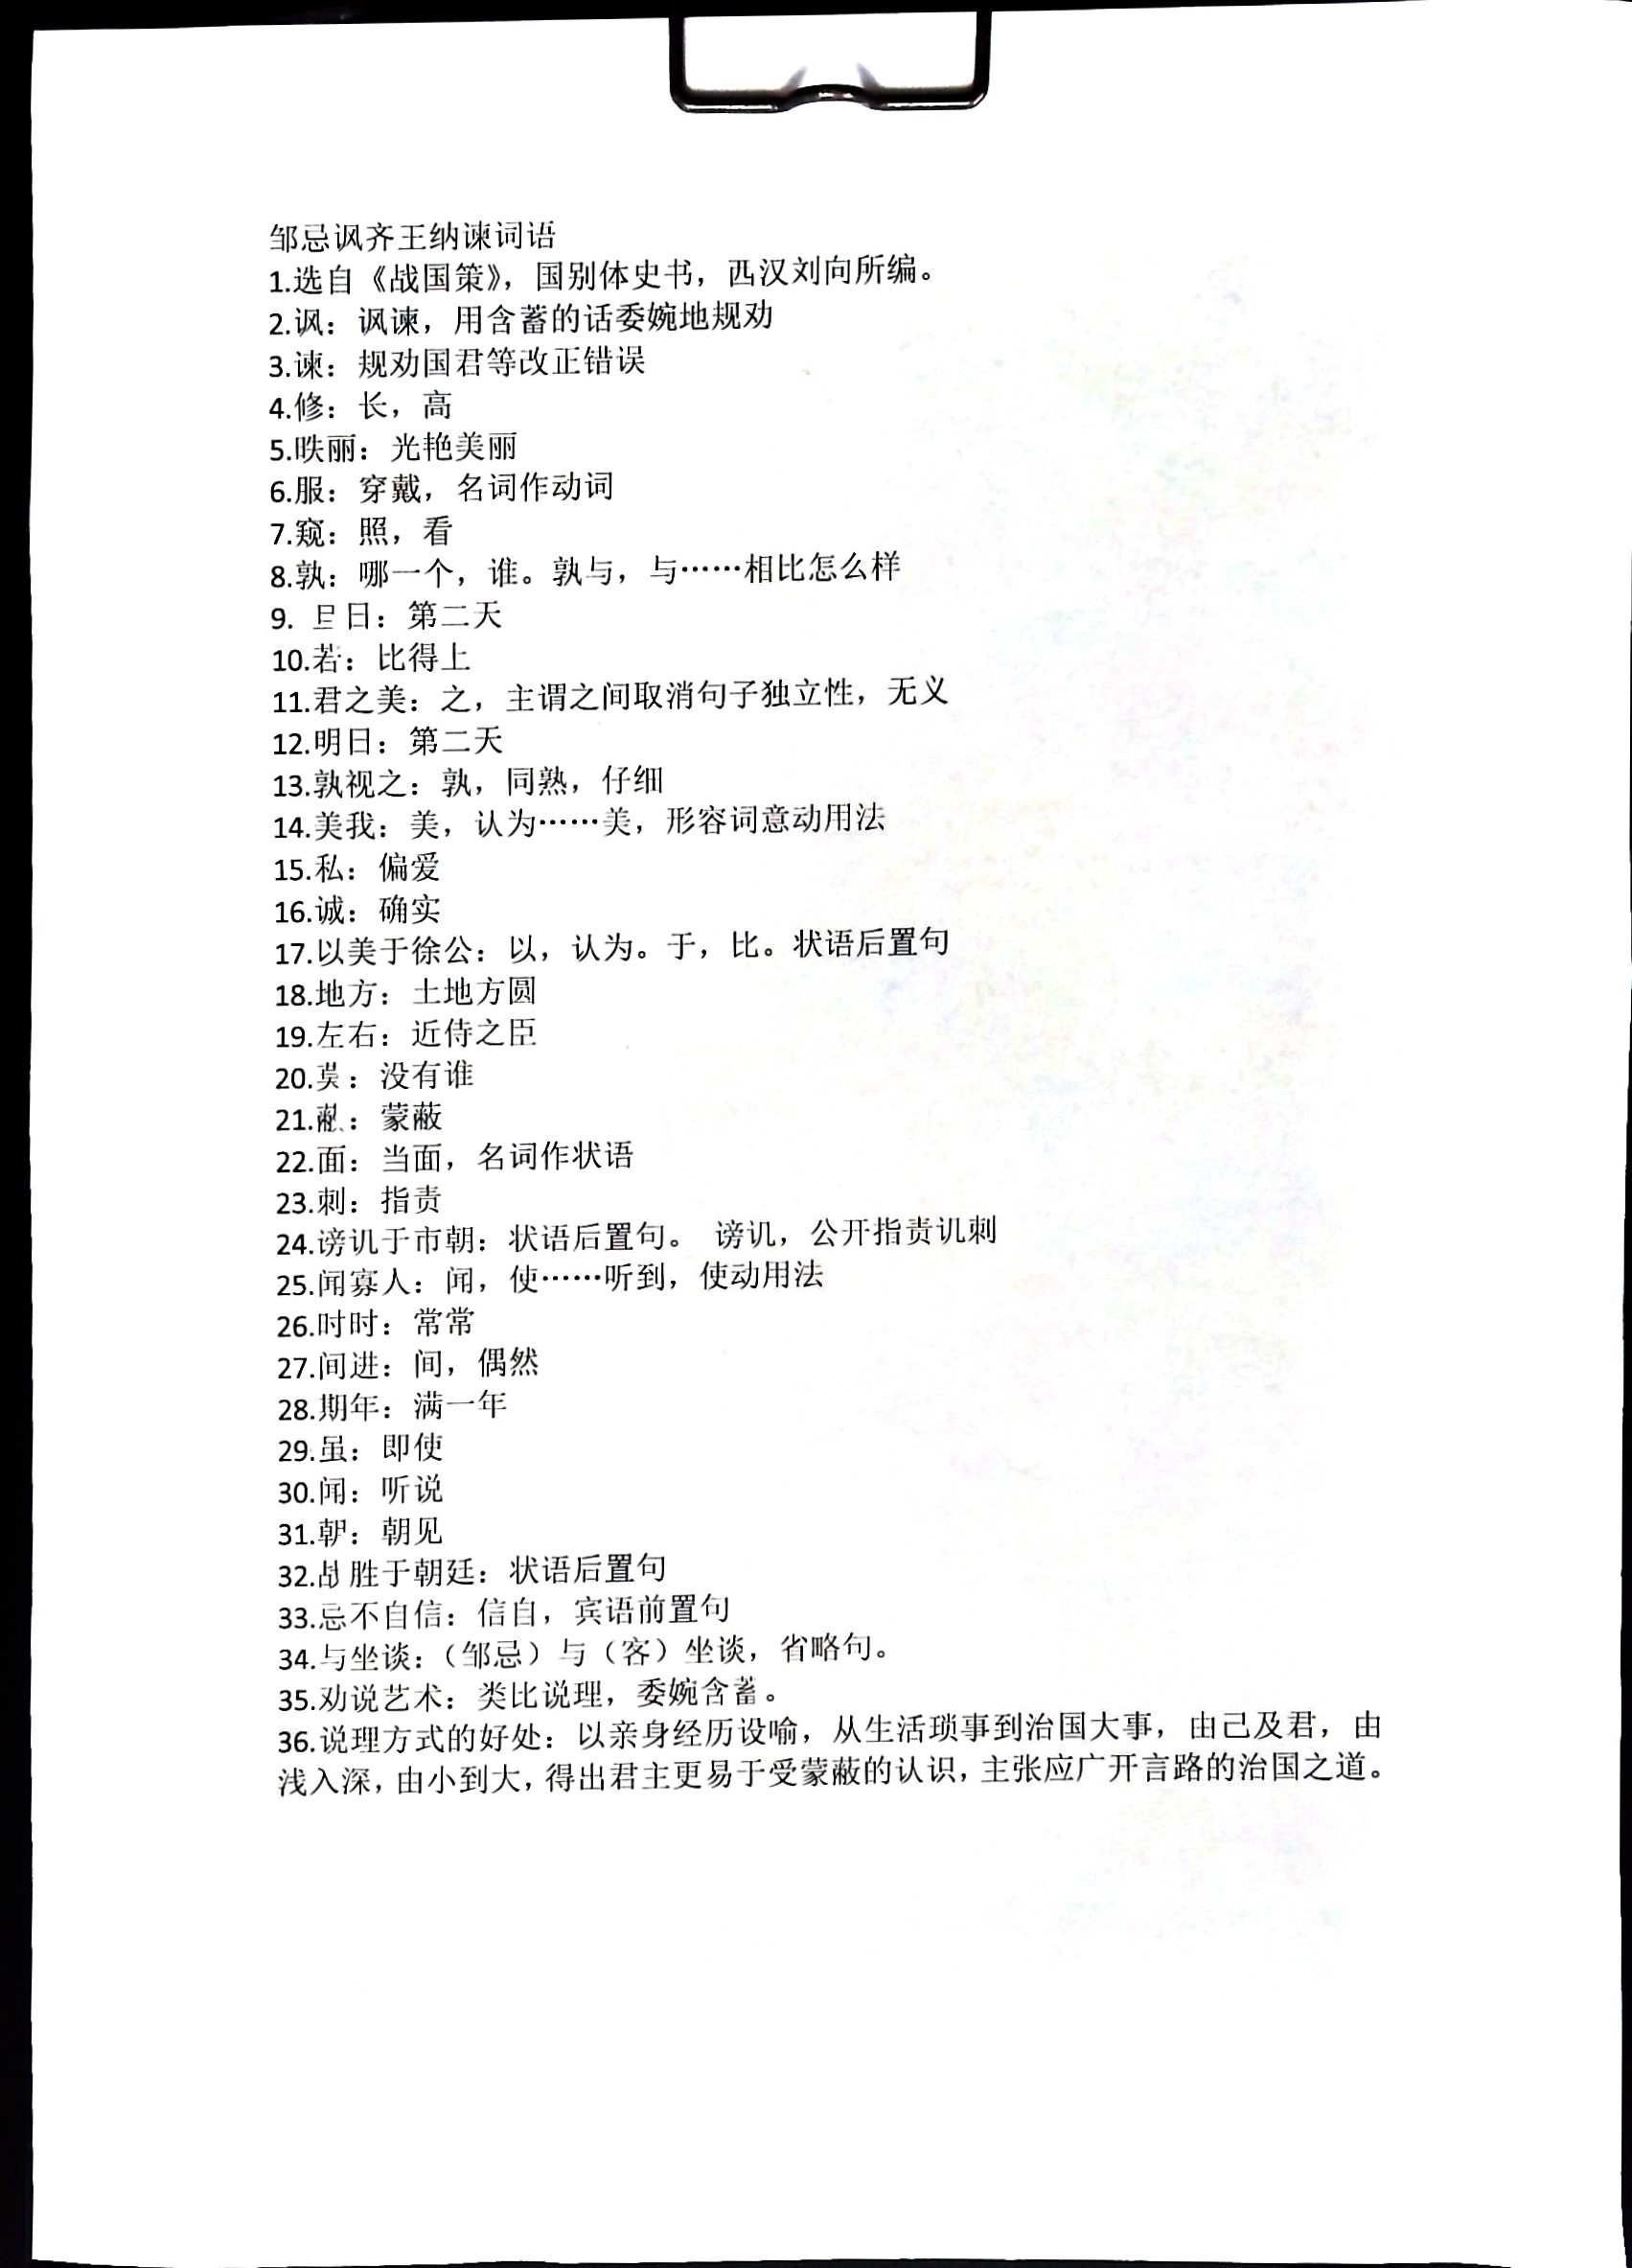 邹忌讽齐王纳谏词语
1.选自《战国策》，国别体史书，西汉刘向所编。
2.讽：讽谏，用含蓄的话委婉地规劝
3.谏：规劝国君等改正错误
4.修：长，高
5.昳丽：光艳美丽
6.服：穿戴，名词作动词
7.窥：照，看
8.孰：哪一个，谁。孰与，与……相比怎么样
9. 旦日：第二天
10.若：比得上
11.君之美：之，主谓之间取消句子独立性，无义
12.明日：第二天
13.孰视之：孰，同熟，仔细
14.美我：美，认为……美，形容词意动用法
15.私：偏爱
16.诚：确实
17.以美于徐公：以，认为。于，比。状语后置句
18.地方：土地方圆
19.左右：近侍之臣
20.莫：没有谁
21.蔽：蒙蔽
22.面：当面，名词作状语
23.刺：指责
24.谤讥于市朝：状语后置句。 谤讥，公开指责讥刺
25.闻寡人：闻，使……听到，使动用法
26.时时：常常
27.间进：间，偶然
28.期年：满一年
29.虽：即使
30.闻：听说
31.朝：朝见
32.战胜于朝廷：状语后置句
33.忌不自信：信自，宾语前置句
34.与坐谈：（邹忌）与（客）坐谈，省略句。
35.劝说艺术：类比说理，委婉含蓄。
36.说理方式的好处：以亲身经历设喻，从生活琐事到治国大事，由己及君，由
浅入深，由小到大，得出君主更易于受蒙蔽的认识，主张应广开言路的治国之道。